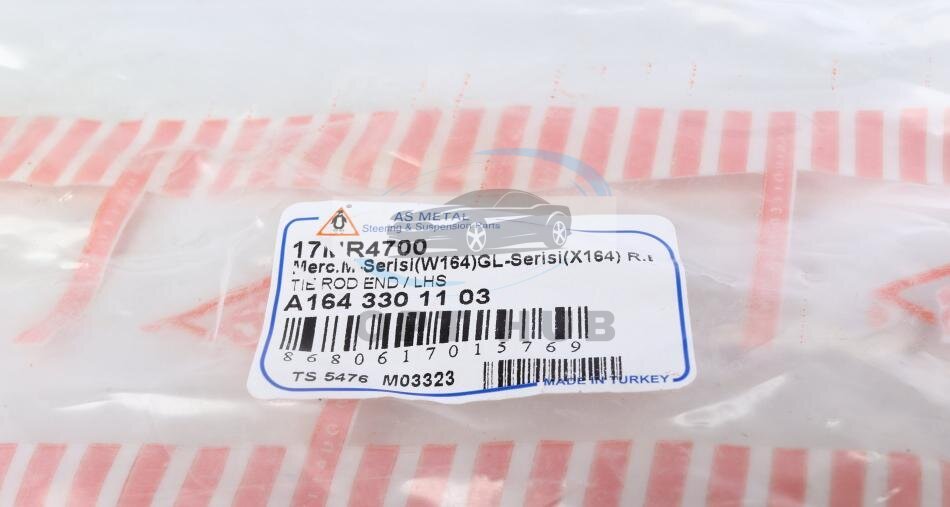 AS METAL
Steering & Suspension Parts
R4700
Merc.M-Serisi(W164)GL-Serisi(X164)
TIE ROD END / LHS
A164 330 11 03
8680617015769
TS 5476 M03323
MADE IN TURKEY